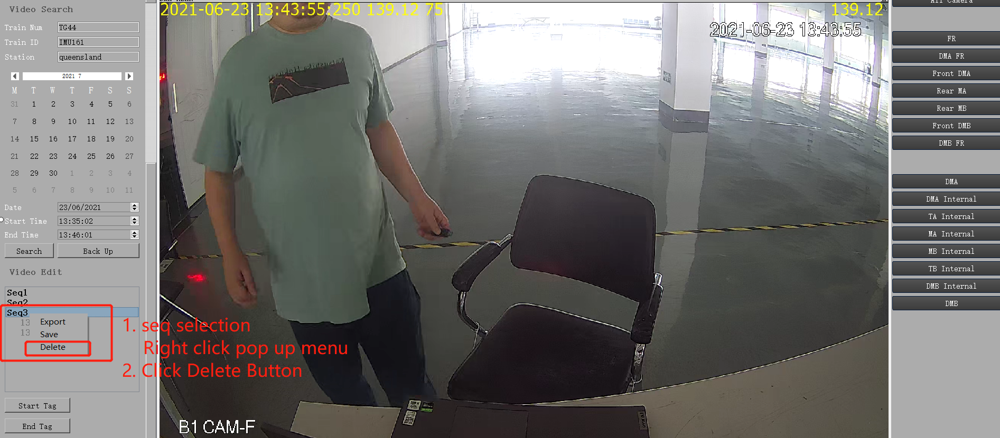 Video Search
Train Num TG44
Train ID IMU161
Station queensland
2021 7
M T W T F S S
31 1 2 3 4 5 6
7 8 9 10 11 12 13
14 15 16 17 18 19 20
21 22 23 24 25 26 27
28 29 30 1 2 3 4
5 6 7 8 9 10 11
Date 23/06/2021
Start Time 13:35:02
End Time 13:46:01
Search Back Up
Video Edit
Seq1
Seq2
Seq3
13
13
Export
Save
Delete
1. seq selection
Right click pop up menu
2. Click Delete Button
Start Tag
End Tag
2021-06-23 13:43:55:250 139.12 75
139.12
2021-06-23 13:43:55
B1 CAM-F
All Camera
FR
DMA FR
Front DMA
Rear MA
Rear MB
Front DMB
DMB FR
DMA
DMA Internal
TA Internal
MA Internal
MB Internal
TB Internal
DMB Internal
DMB